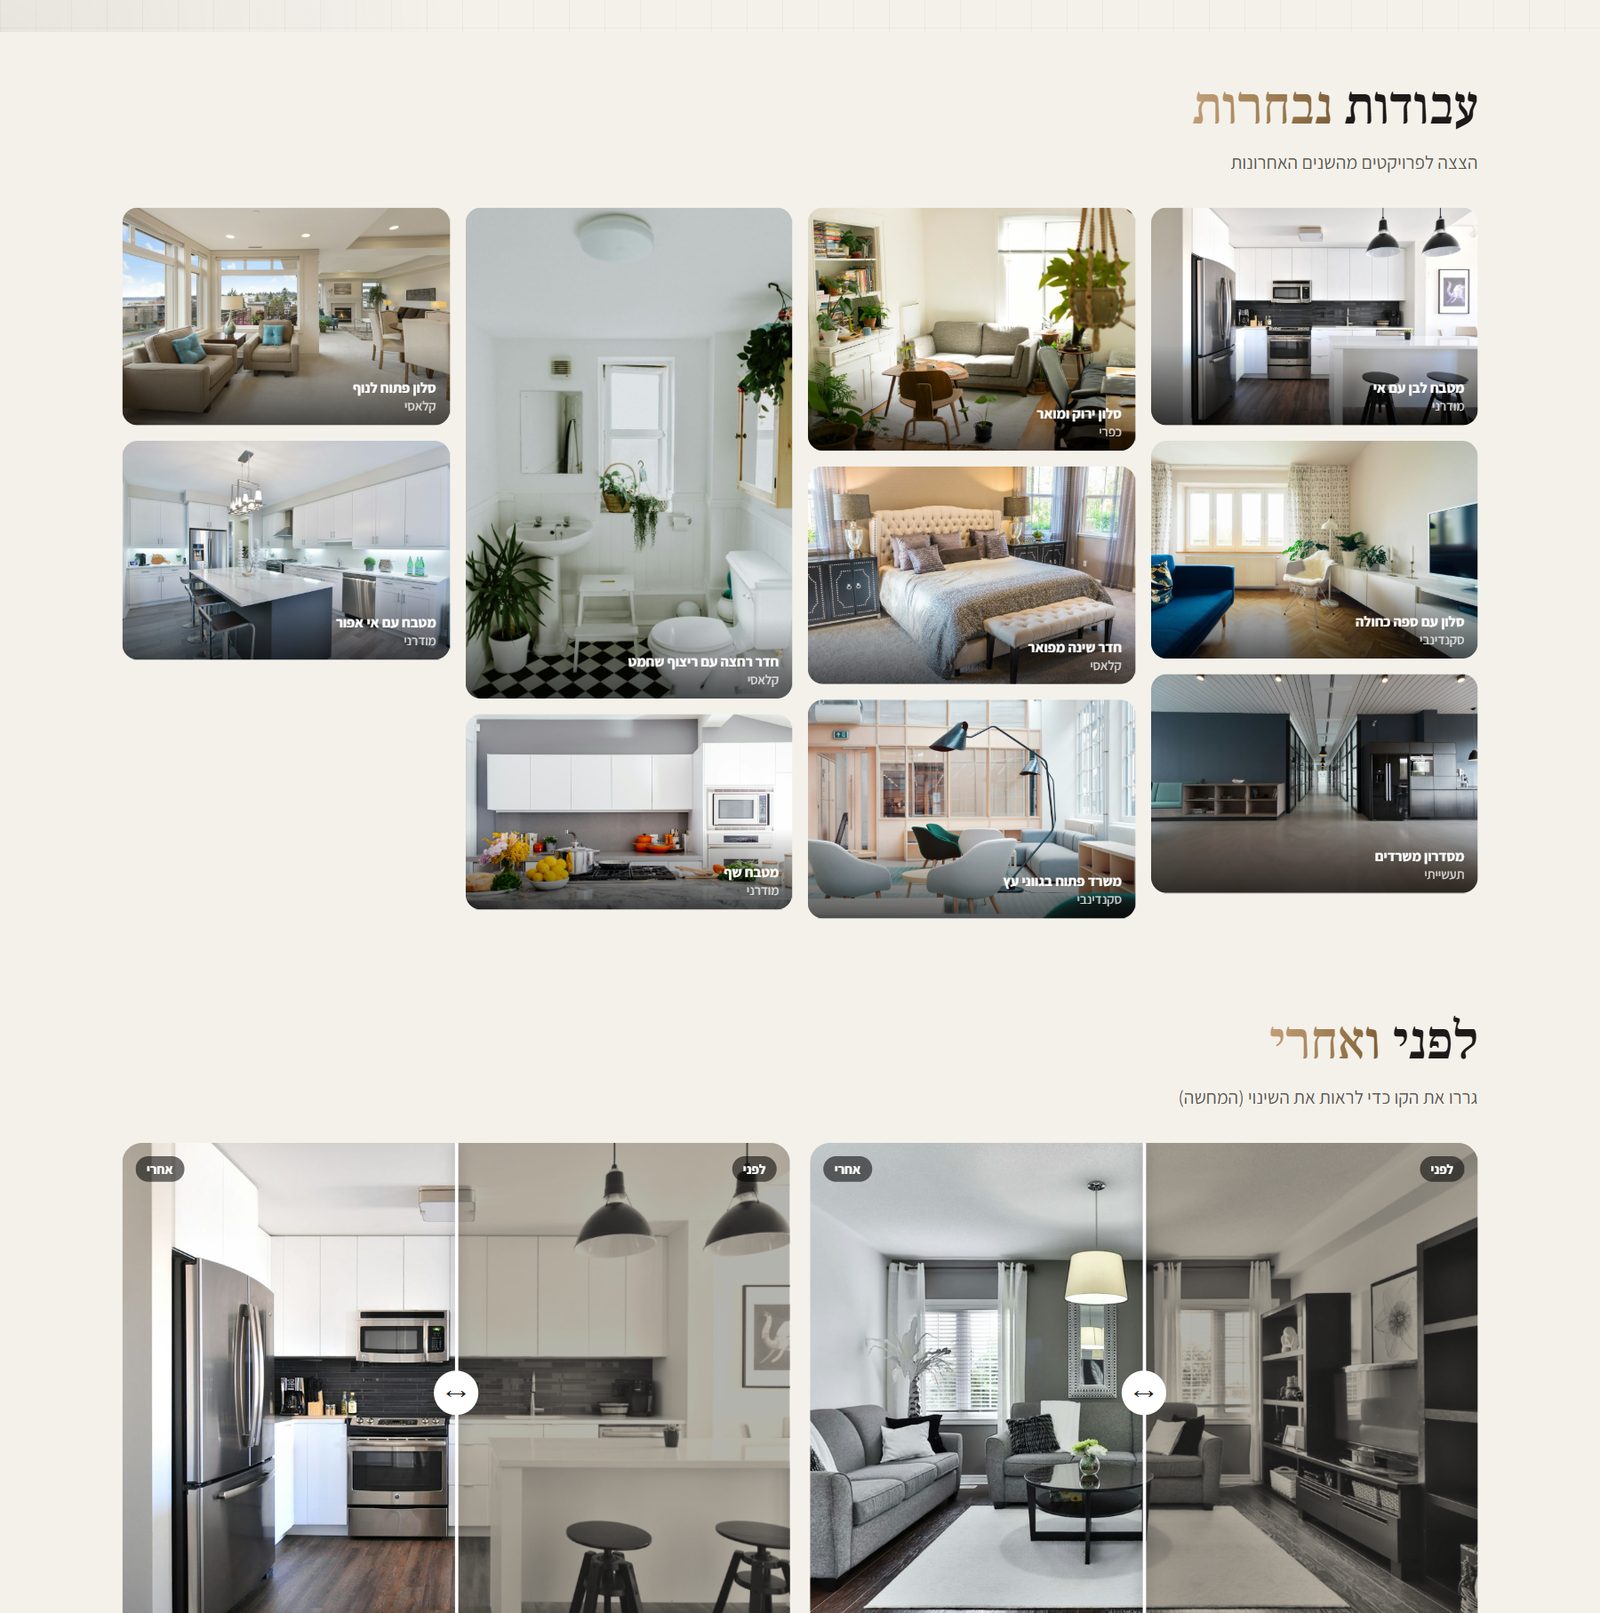 עבודות נבחרות
הצצה לפרויקטים מהשנים האחרונות
מטבח לבן עם אי
מודרני
סלון עם ספה כחולה
סקנדינבי
מסדרון משרדים
תעשייתי
סלון ירוק ומואר
כפרי
חדר שינה מפואר
קלאסי
משרד פתוח בגווני עץ
סקנדינבי
חדר רחצה עם ריצוף שחמט
קלאסי
מטבח שף
מודרני
סלון פתוח לנוף
קלאסי
מטבח עם אי אפור
מודרני
לפני ואחרי
גררו את הקו כדי לראות את השינוי (המחשה)
לפני
אחרי
לפני
אחרי